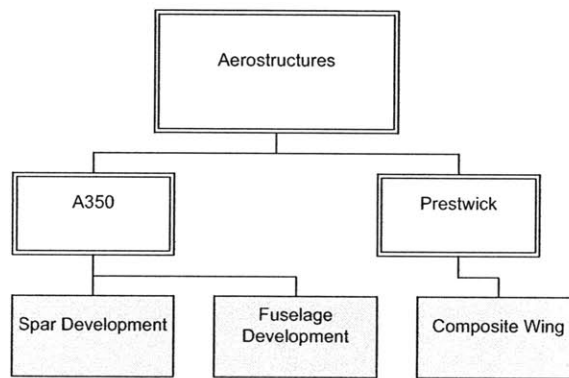 Aerostructures
A350
Prestwick
Spar Development
Fuselage
Development
Composite Wing